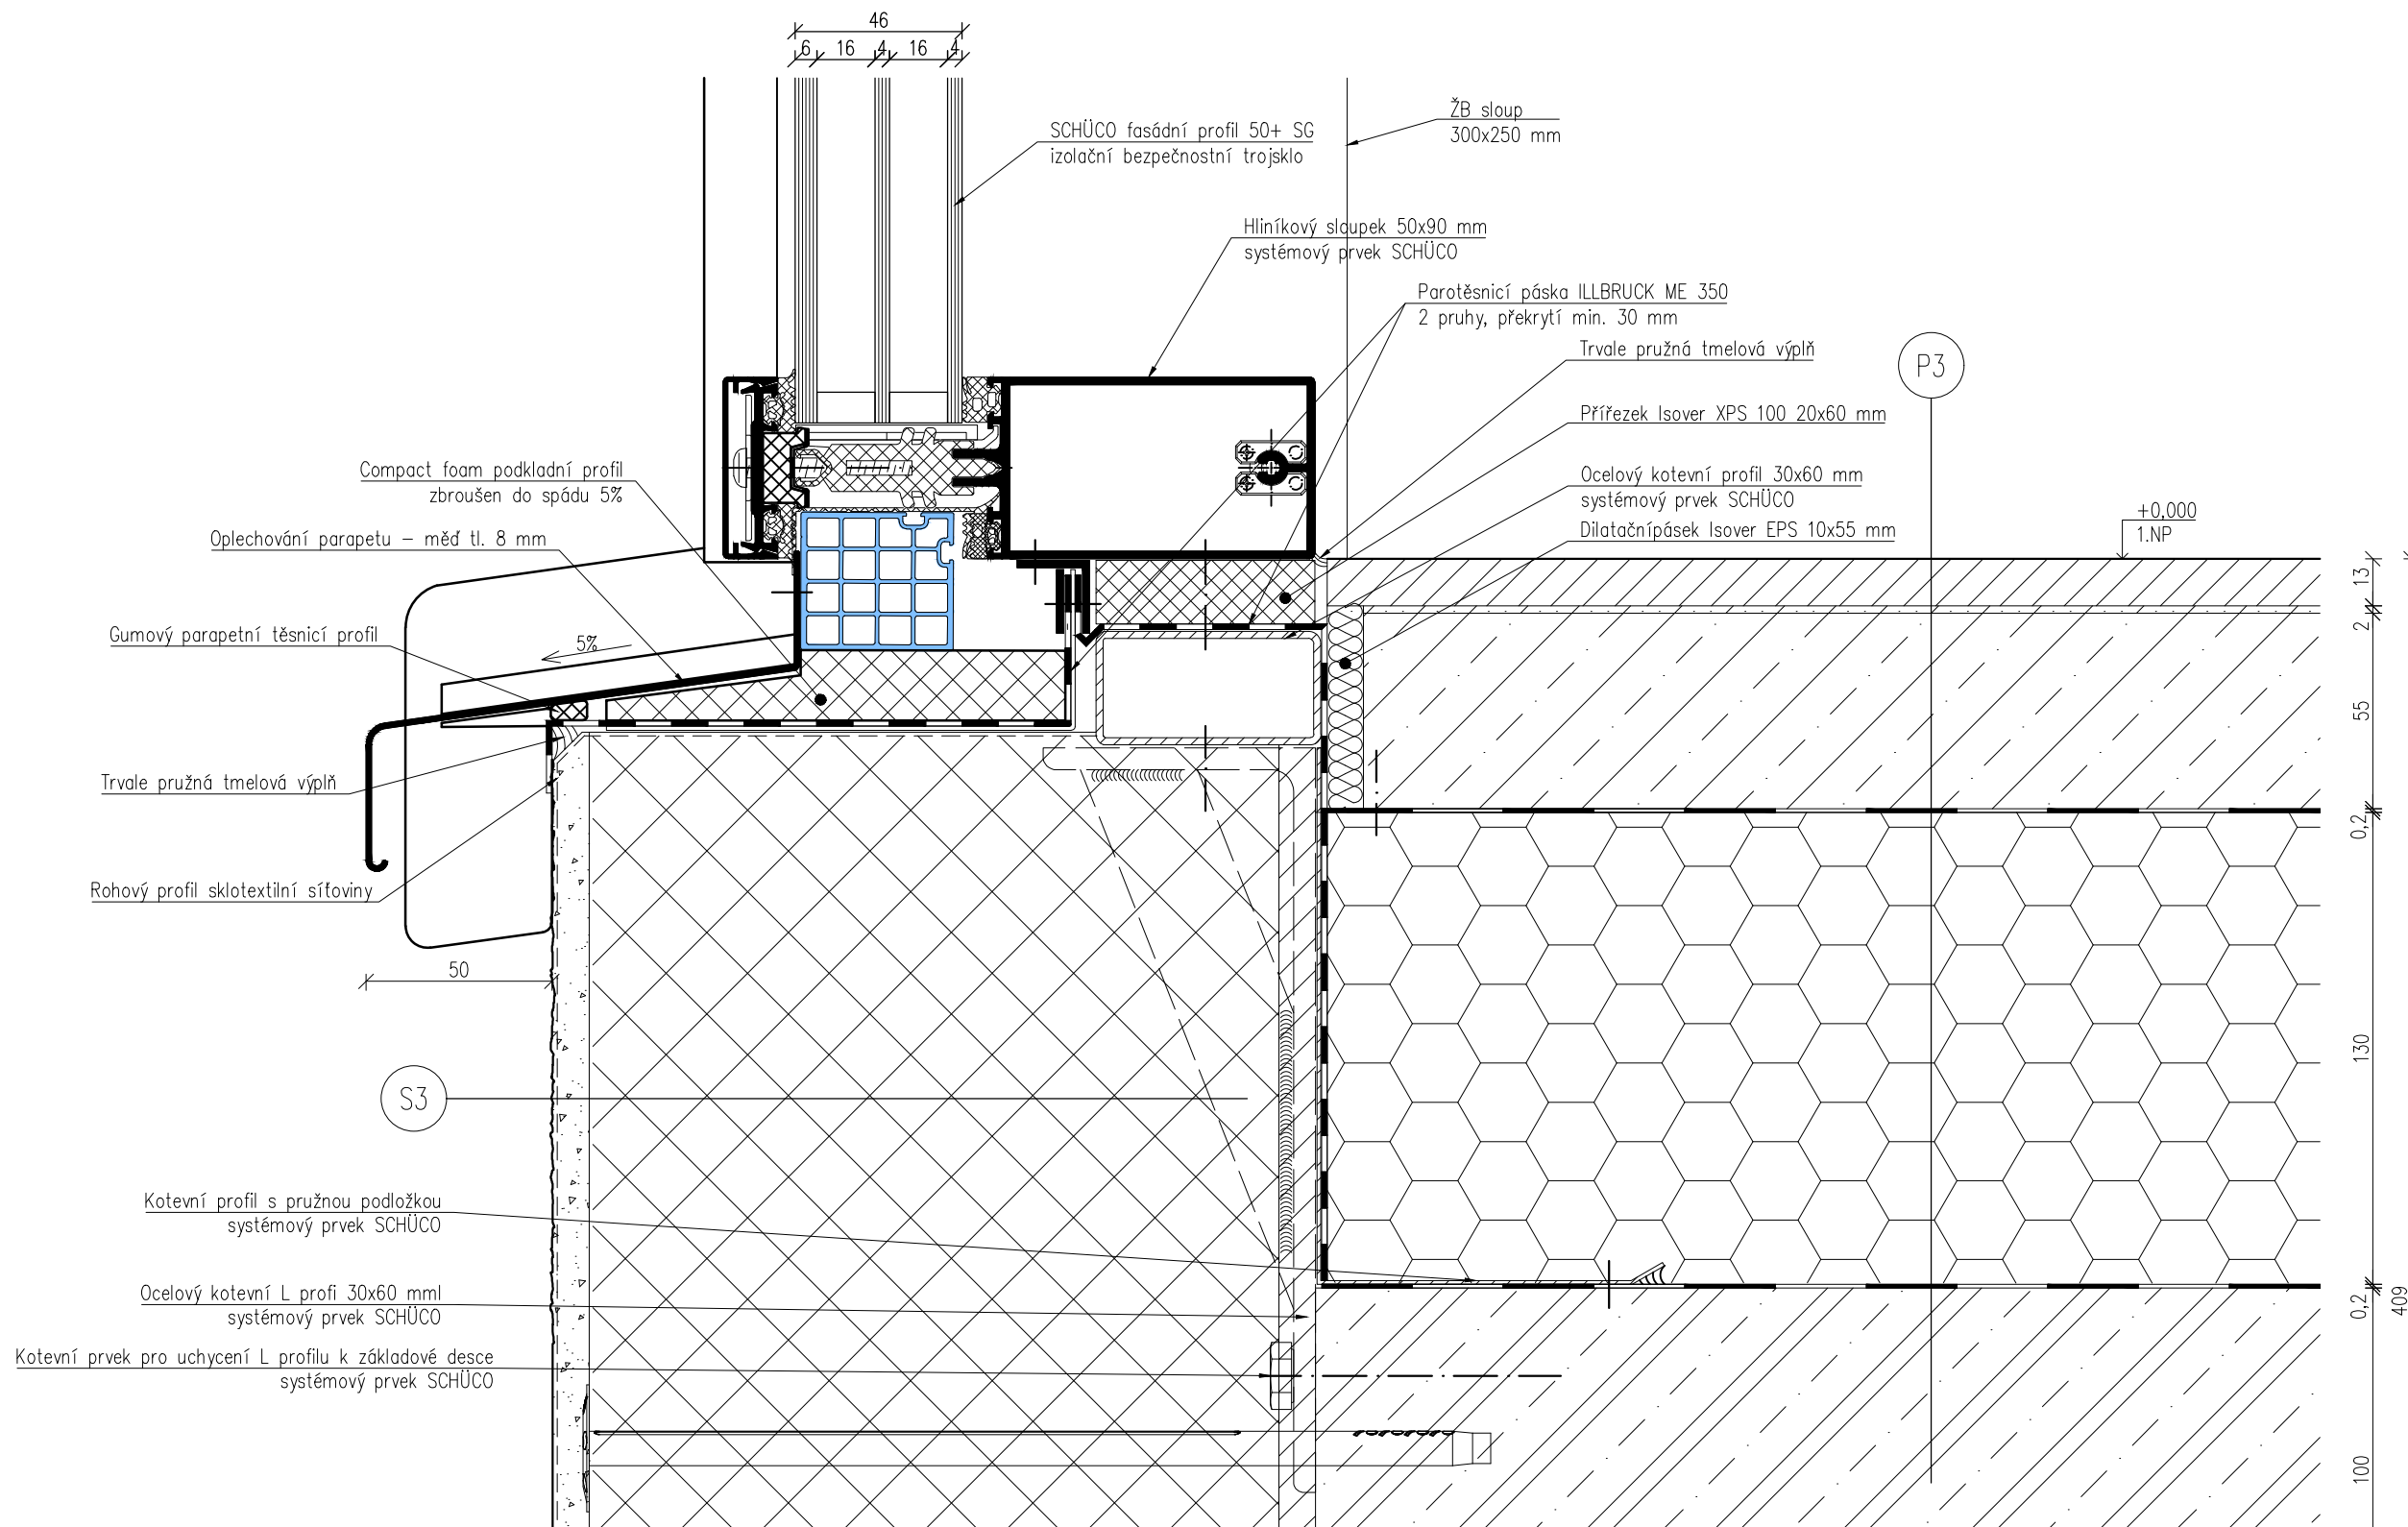 46
6 16 4 16 4
SCHÜCO fasádní profil 50+ SG
izolační bezpečnostní trojsklo
ŽB sloup
300x250 mm
Hliníkový sloupek 50x90 mm
systémový prvek SCHÜCO
Parotěsnicí páska ILLBRUCK ME 350
2 pruhy, překrytí min. 30 mm
Trvale pružná tmelová výplň
P3
Přířezek Isover XPS 100 20x60 mm
Ocelový kotevní profil 30x60 mm
systémový prvek SCHÜCO
Dilatačnípásek Isover EPS 10x55 mm
+0,000
1.NP
Compact foam podkladní profil
zbroušen do spádu 5%
Oplechování parapetu – měď tl. 8 mm
Gumový parapetní těsnicí profil
5%
Trvale pružná tmelová výplň
Rohový profil sklotextilní síťoviny
50
S3
Kotevní profil s pružnou podložkou
systémový prvek SCHÜCO
Ocelový kotevní L profi 30x60 mml
systémový prvek SCHÜCO
Kotevní prvek pro uchycení L profilu k základové desce
systémový prvek SCHÜCO
13
2
55
0,2
130
0,2
409
100